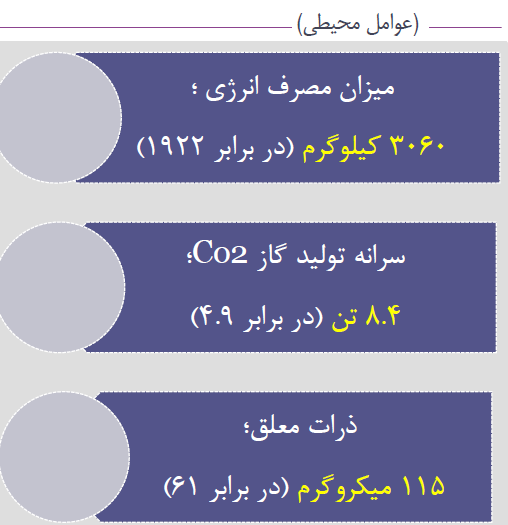 (عوامل محیطی)
میزان مصرف انرژی ؛
۳۰۶۰ کیلوگرم (در برابر ۱۹۲۲)
سرانه تولید گاز Co2؛
۸.۴ تن (در برابر ۴.۹)
ذرات معلق؛
۱۱۵ میکروگرم (در برابر ۶۱)